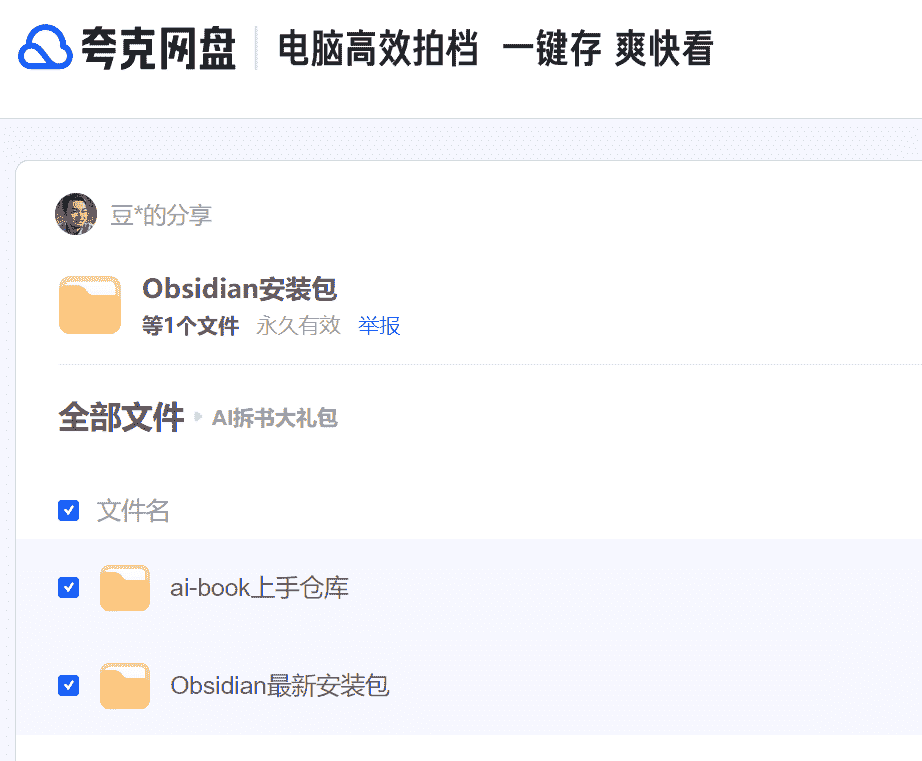 夸克网盘 电脑高效拍档 一键存 爽快看
豆*的分享
Obsidian安装包
等1个文件 永久有效 举报
全部文件 AI拆书大礼包
文件名
ai-book上手仓库
Obsidian最新安装包